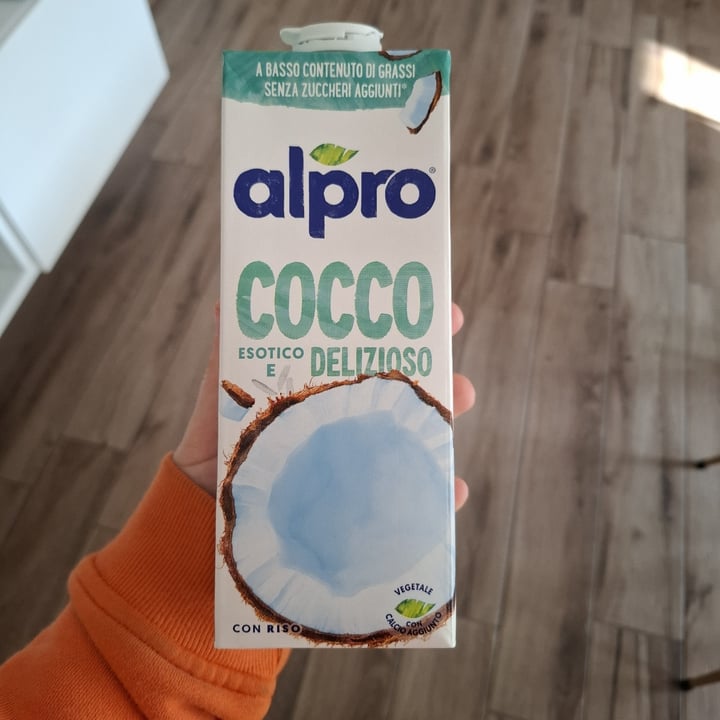 A BASSO CONTENUTO DI GRASSI
SENZA ZUCCHERI AGGIUNTI*
alpro®
COCCO
ESOTICO
E DELIZIOSO
CON RISO
VEGETALE
CON
CALCIO AGGIUNTO